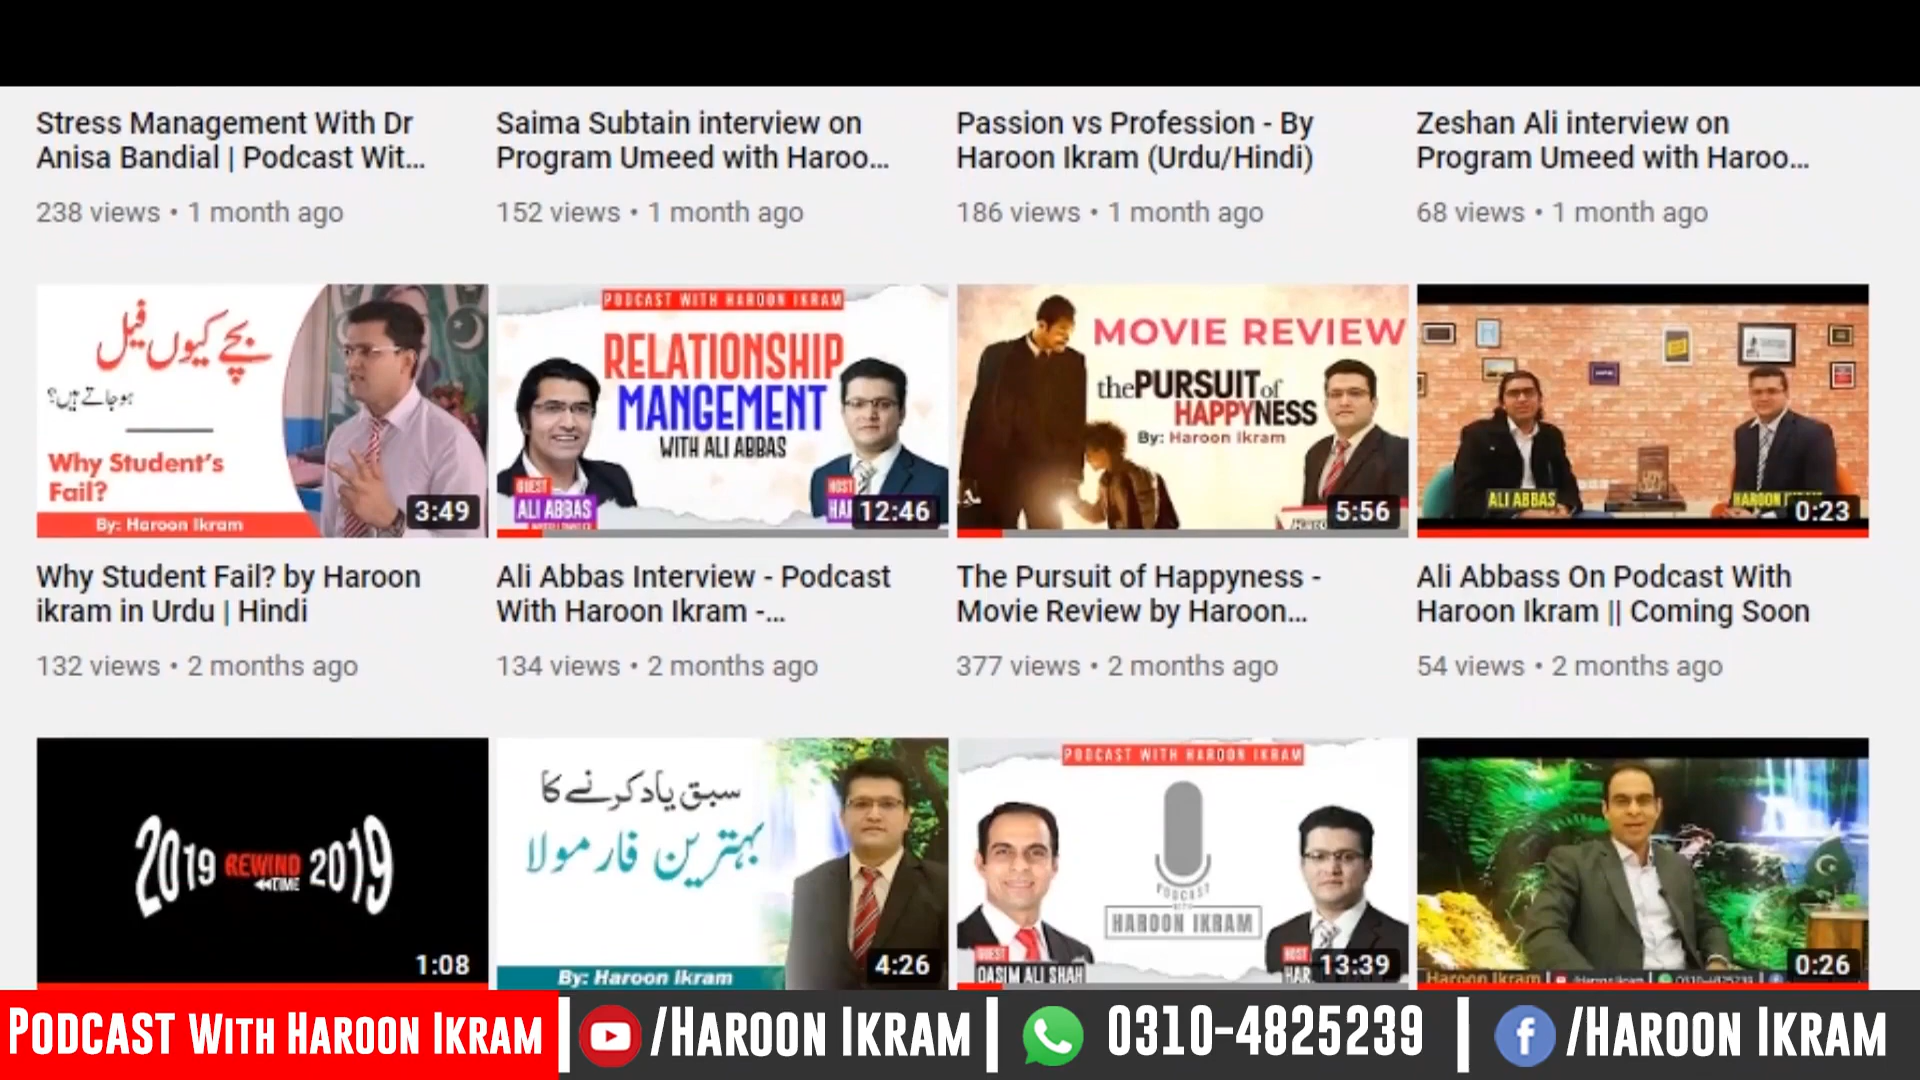 Stress Management With Dr
Anisa Bandial | Podcast Wit...
238 views • 1 month ago
Saima Subtain interview on
Program Umeed with Haroo...
152 views • 1 month ago
Passion vs Profession - By
Haroon Ikram (Urdu/Hindi)
186 views • 1 month ago
Zeshan Ali interview on
Program Umeed with Haroo...
68 views • 1 month ago
بچے کیوں فیل
ہو جاتے ہیں؟
Why Student's
Fail?
By: Haroon Ikram
3:49
PODCAST WITH HAROON IKRAM
RELATIONSHIP
MANGEMENT
WITH ALI ABBAS
GUEST
ALI ABBAS
HOST
HAR
12:46
MOVIE REVIEW
the PURSUIT of
HAPPYNESS
By: Haroon Ikram
5:56
ALI ABBAS
HAROON
0:23
Why Student Fail? by Haroon
ikram in Urdu | Hindi
132 views • 2 months ago
Ali Abbas Interview - Podcast
With Haroon Ikram -...
134 views • 2 months ago
The Pursuit of Happyness -
Movie Review by Haroon...
377 views • 2 months ago
Ali Abbass On Podcast With
Haroon Ikram || Coming Soon
54 views • 2 months ago
2019 REWIND 2019
TIME
1:08
سبق یاد کرنے کا
بہترین فارمولا
By: Haroon Ikram
4:26
PODCAST WITH HAROON IKRAM
PODCAST
WITH
HAROON IKRAM
GUEST
QASIM ALI SHAH
HOST
HAR
13:39
Haroon Ikram | /Haroon Ikram | 0310-4825239 |
0:26
PODCAST WITH HAROON IKRAM | /HAROON IKRAM | 0310-4825239 | /HAROON IKRAM